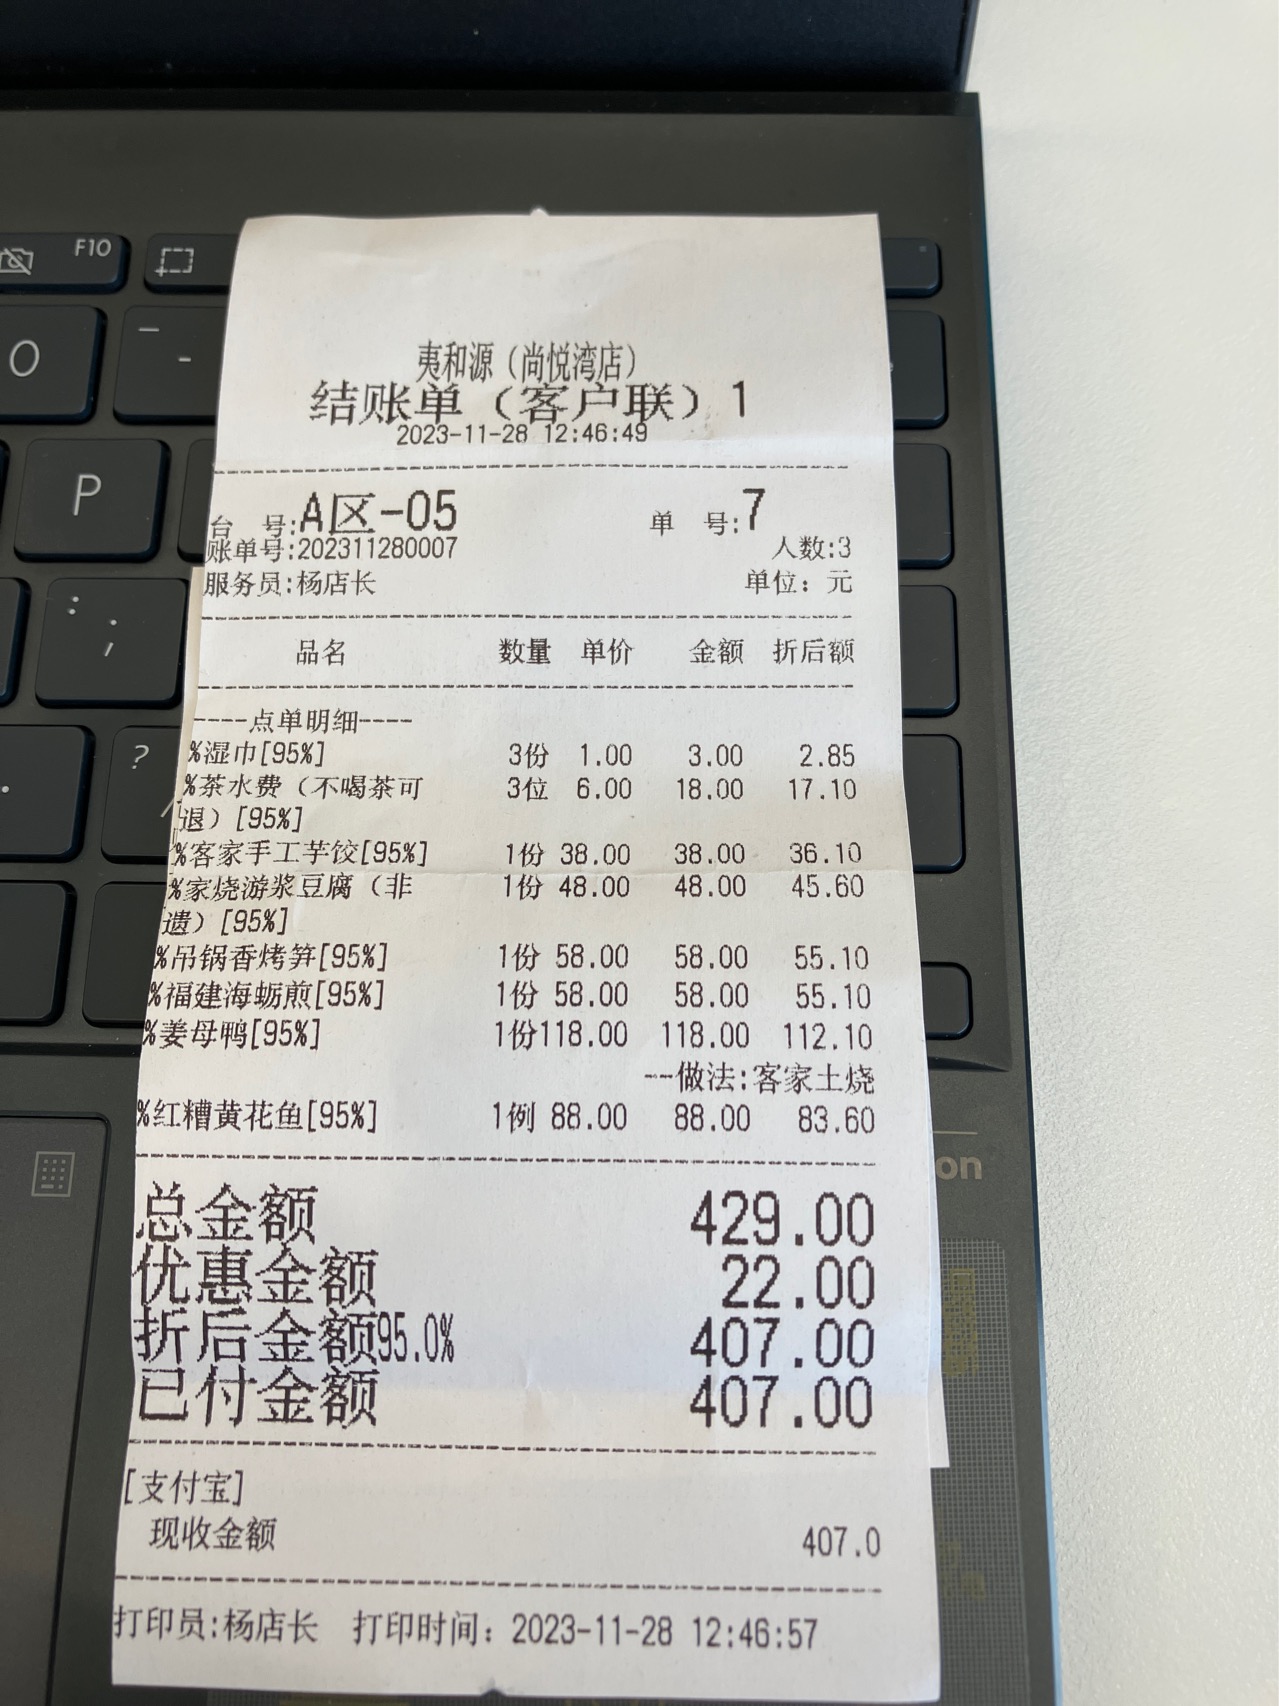 夷和源（尚悦湾店）
结账单（客户联）1
2023-11-28 12:46:49
台 号:A区-05 单 号:7
账单号:202311280007 人数:3
服务员:杨店长 单位：元
品名 数量 单价 金额 折后额
----点单明细----
%湿巾[95%] 3份 1.00 3.00 2.85
%茶水费（不喝茶可 3位 6.00 18.00 17.10
退）[95%]
%客家手工芋饺[95%] 1份 38.00 38.00 36.10
%家烧游浆豆腐（非 1份 48.00 48.00 45.60
遗）[95%]
%吊锅香烤笋[95%] 1份 58.00 58.00 55.10
%福建海蛎煎[95%] 1份 58.00 58.00 55.10
%姜母鸭[95%] 1份118.00 118.00 112.10
--做法:客家土烧
%红糟黄花鱼[95%] 1例 88.00 88.00 83.60
总金额 429.00
优惠金额 22.00
折后金额95.0% 407.00
已付金额 407.00
[支付宝]
现收金额 407.0
打印员:杨店长 打印时间：2023-11-28 12:46:57
F10
O
-
P
;
?
on